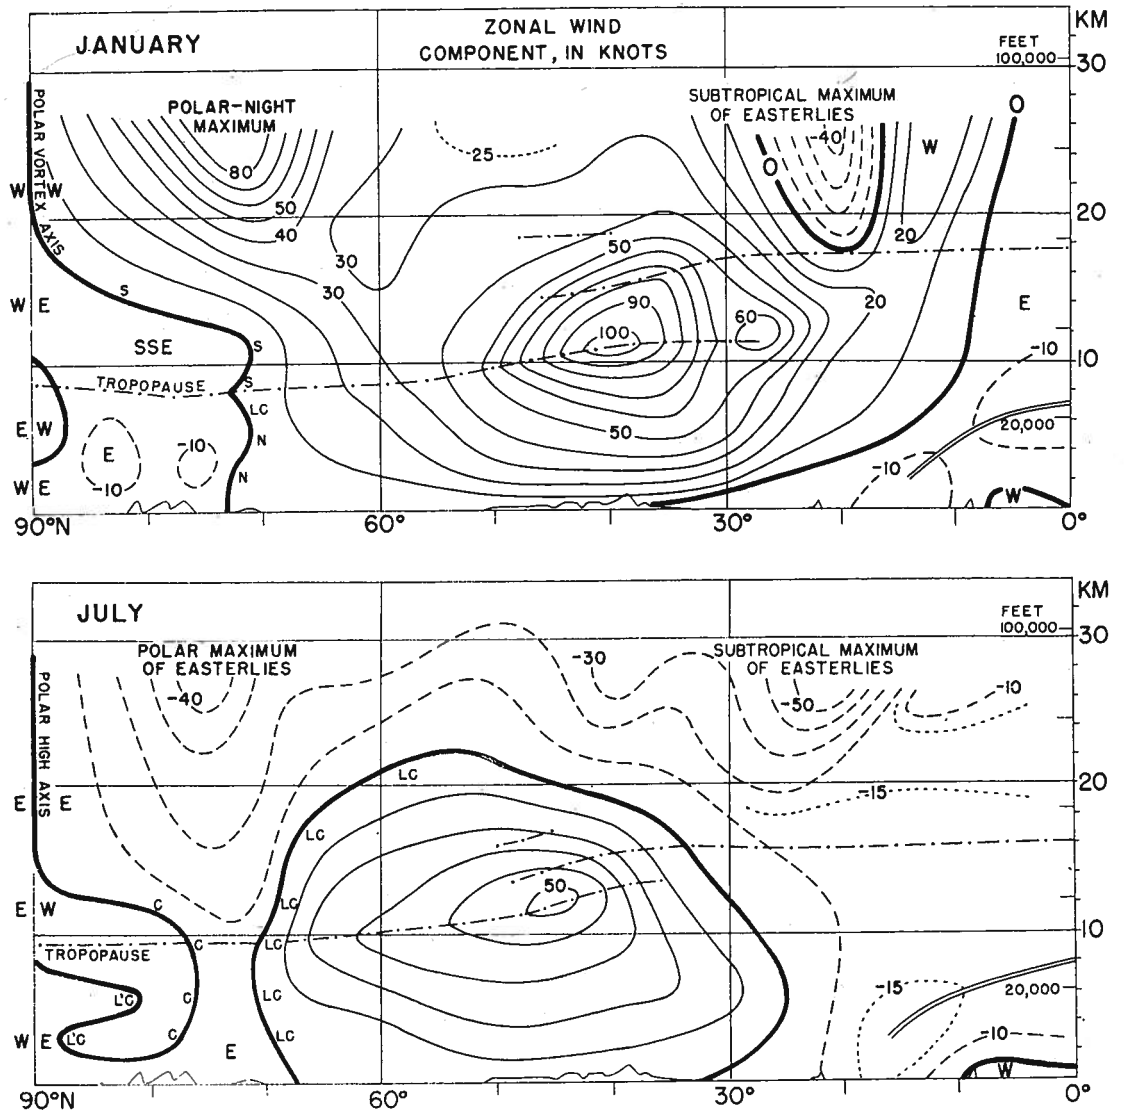 JANUARY
ZONAL WIND
COMPONENT, IN KNOTS
KM
FEET
100,000
30
POLAR-NIGHT
MAXIMUM
SUBTROPICAL MAXIMUM
OF EASTERLIES
POLAR VORTEX AXIS
80
50
40
30
30
25
-40
0
0
W
W W
20
20
50
90
100
60
20
W E
S
S
S
SSE
E
-10
10
TROPOPAUSE
LC
N
N
E W
E
-10
-10
50
-10
20,000
W E
W
90°N
60°
30°
0°
JULY
KM
FEET
100,000
30
POLAR MAXIMUM
OF EASTERLIES
SUBTROPICAL MAXIMUM
OF EASTERLIES
POLAR HIGH AXIS
-40
-30
-50
-10
20
E E
LC
-15
LC
50
E W
C
LC
10
C
LC
TROPOPAUSE
L'C
C
LC
-15
20,000
W E
L'C
C
LC
E
-10
W
90°N
60°
30°
0°